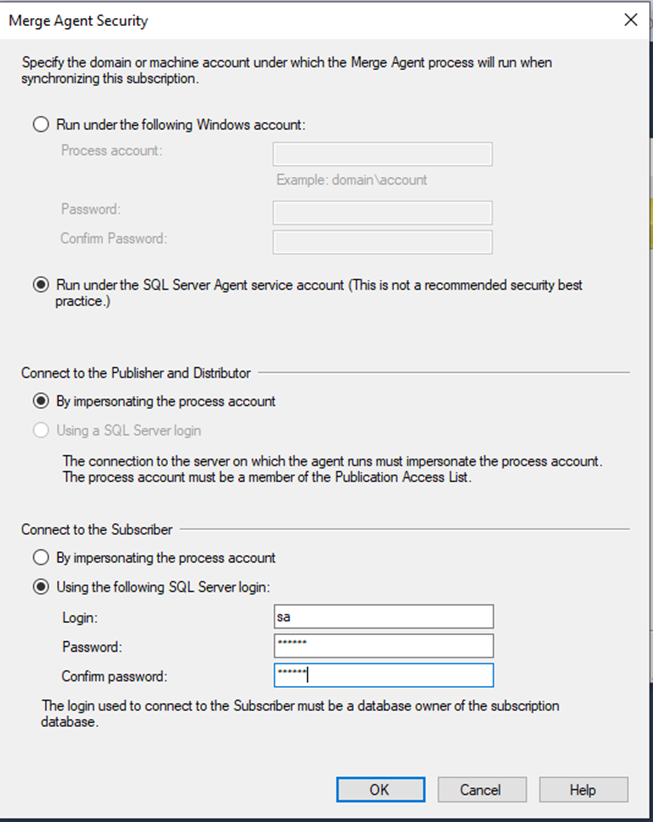 Merge Agent Security
Specify the domain or machine account under which the Merge Agent process will run when
synchronizing this subscription.
Run under the following Windows account:
Process account:
Example: domain\account
Password:
Confirm Password:
Run under the SQL Server Agent service account (This is not a recommended security best
practice.)
Connect to the Publisher and Distributor
By impersonating the process account
Using a SQL Server login
The connection to the server on which the agent runs must impersonate the process account.
The process account must be a member of the Publication Access List.
Connect to the Subscriber
By impersonating the process account
Using the following SQL Server login:
Login:
sa
Password:
******
Confirm password:
******
The login used to connect to the Subscriber must be a database owner of the subscription
database.
OK
Cancel
Help